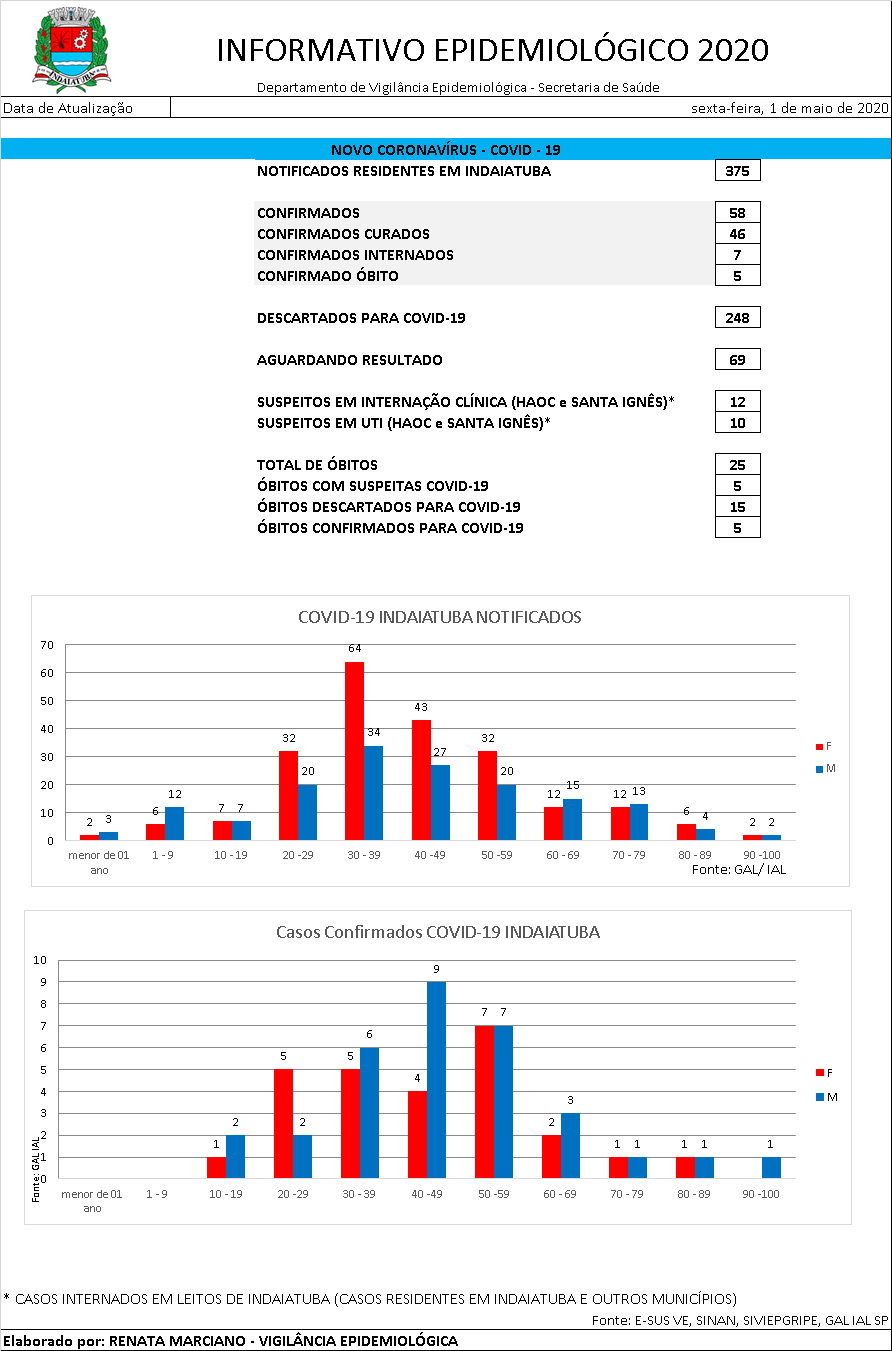 INDAIATUBA
INFORMATIVO EPIDEMIOLÓGICO 2020
Departamento de Vigilância Epidemiológica - Secretaria de Saúde
Data de Atualização sexta-feira, 1 de maio de 2020
NOVO CORONAVÍRUS - COVID - 19
NOTIFICADOS RESIDENTES EM INDAIATUBA 375
CONFIRMADOS 58
CONFIRMADOS CURADOS 46
CONFIRMADOS INTERNADOS 7
CONFIRMADO ÓBITO 5
DESCARTADOS PARA COVID-19 248
AGUARDANDO RESULTADO 69
SUSPEITOS EM INTERNAÇÃO CLÍNICA (HAOC e SANTA IGNÊS)* 12
SUSPEITOS EM UTI (HAOC e SANTA IGNÊS)* 10
TOTAL DE ÓBITOS 25
ÓBITOS COM SUSPEITAS COVID-19 5
ÓBITOS DESCARTADOS PARA COVID-19 15
ÓBITOS CONFIRMADOS PARA COVID-19 5
COVID-19 INDAIATUBA NOTIFICADOS
70
60
50
40
30
20
10
0
2 3 6 12 7 7 32 20 64 34 43 27 32 20 12 15 12 13 6 4 2 2
F
M
menor de 01 1 - 9 10 - 19 20 -29 30 - 39 40 -49 50 -59 60 - 69 70 - 79 80 - 89 90 -100
ano
Fonte: GAL/ IAL
Casos Confirmados COVID-19 INDAIATUBA
10
9
8
7
6
5
4
3
2
1
0
1 2 5 2 5 6 4 9 7 7 2 3 1 1 1 1 1
F
M
Fonte: GAL IAL
menor de 01 1 - 9 10 - 19 20 -29 30 - 39 40 -49 50 -59 60 - 69 70 - 79 80 - 89 90 -100
ano
* CASOS INTERNADOS EM LEITOS DE INDAIATUBA (CASOS RESIDENTES EM INDAIATUBA E OUTROS MUNICÍPIOS)
Fonte: E-SUS VE, SINAN, SIVIEPGRIPE, GAL IAL SP
Elaborado por: RENATA MARCIANO - VIGILÂNCIA EPIDEMIOLÓGICA